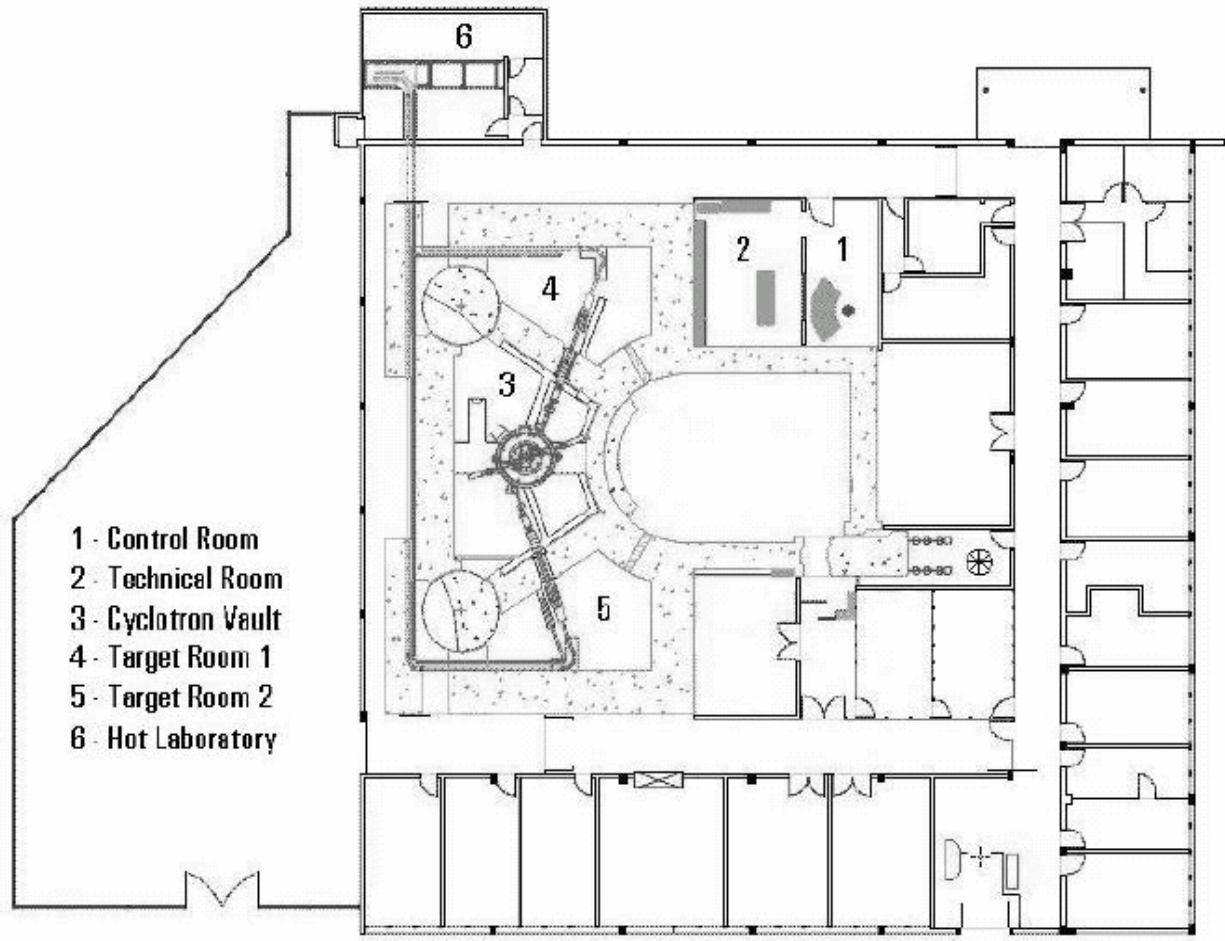 6
2
1
4
3
5
1 - Control Room
2 - Technical Room
3 - Cyclotron Vault
4 - Target Room 1
5 - Target Room 2
6 - Hot Laboratory